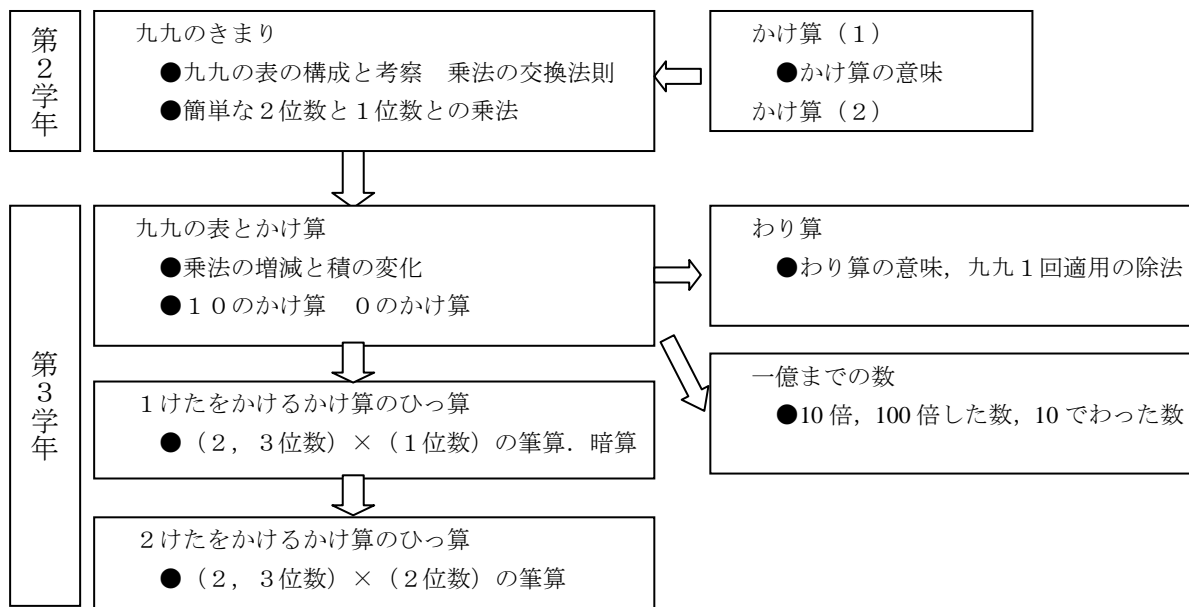 第２学年
九九のきまり
●九九の表の構成と考察　乗法の交換法則
●簡単な２位数と１位数との乗法
かけ算（１）
●かけ算の意味
かけ算（２）
第３学年
九九の表とかけ算
●乗法の増減と積の変化
●１０のかけ算　０のかけ算
わり算
●わり算の意味，九九１回適用の除法
一億までの数
●10 倍，100 倍した数，10 でわった数
１けたをかけるかけ算のひっ算
●（２，３位数）×（１位数）の筆算．暗算
２けたをかけるかけ算のひっ算
●（２，３位数）×（２位数）の筆算